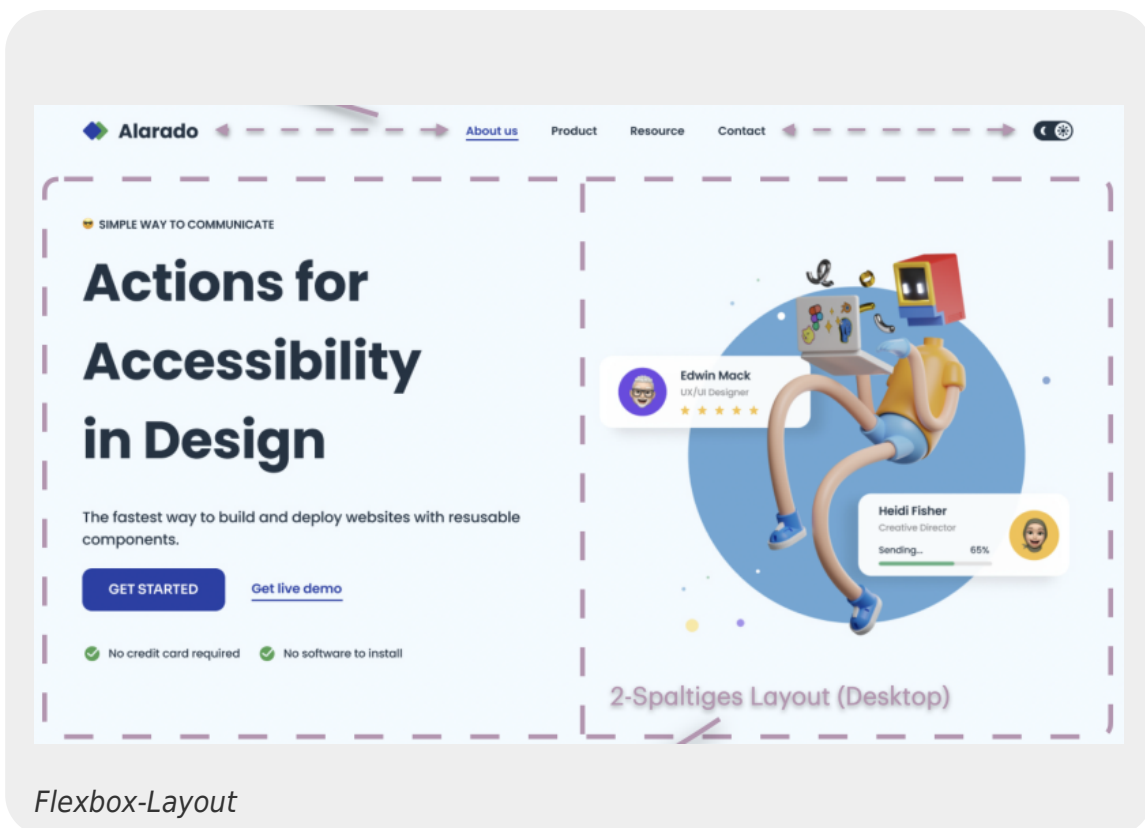 Alarado
About us Product Resource Contact
SIMPLE WAY TO COMMUNICATE
Actions for
Accessibility
in Design
The fastest way to build and deploy websites with resusable
components.
GET STARTED Get live demo
No credit card required No software to install
Edwin Mack
UX/UI Designer
Heidi Fisher
Creative Director
Sending... 65%
2-Spaltiges Layout (Desktop)
Flexbox-Layout